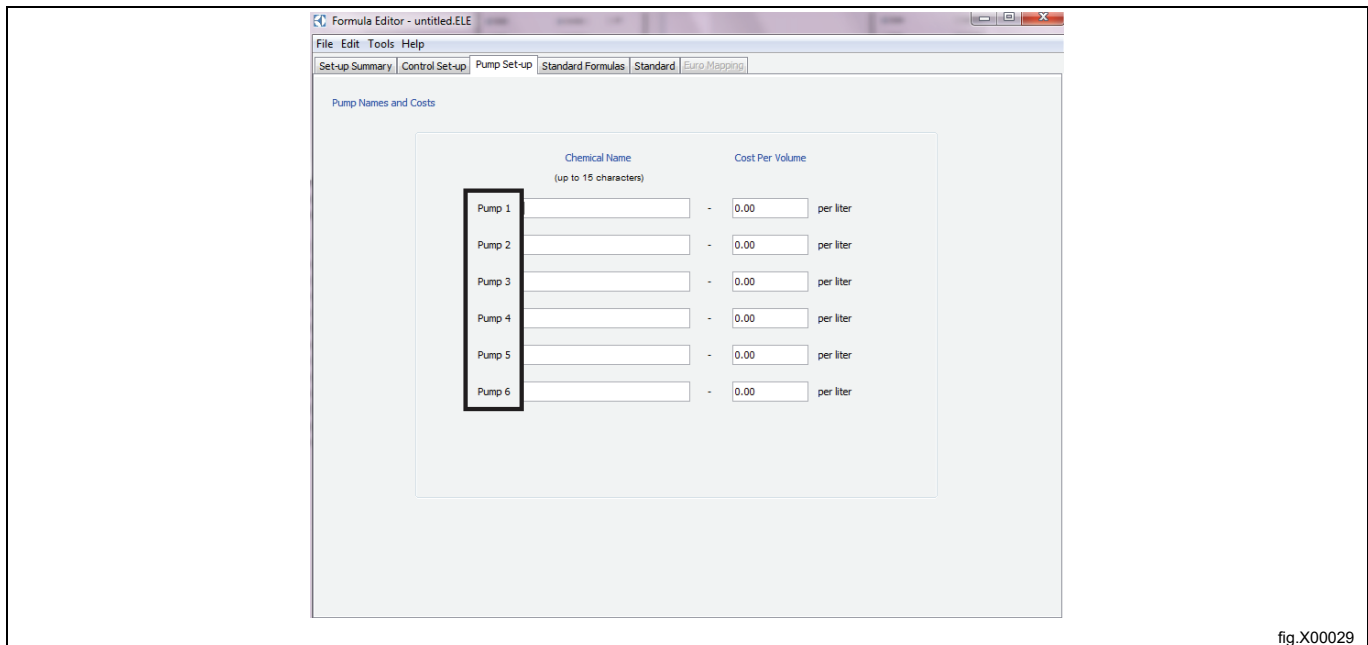 Formula Editor - untitled.ELE
File Edit Tools Help
Set-up Summary Control Set-up Pump Set-up Standard Formulas Standard Euro Mapping
Pump Names and Costs
Chemical Name Cost Per Volume
(up to 15 characters)
Pump 1 - 0.00 per liter
Pump 2 - 0.00 per liter
Pump 3 - 0.00 per liter
Pump 4 - 0.00 per liter
Pump 5 - 0.00 per liter
Pump 6 - 0.00 per liter
fig.X00029